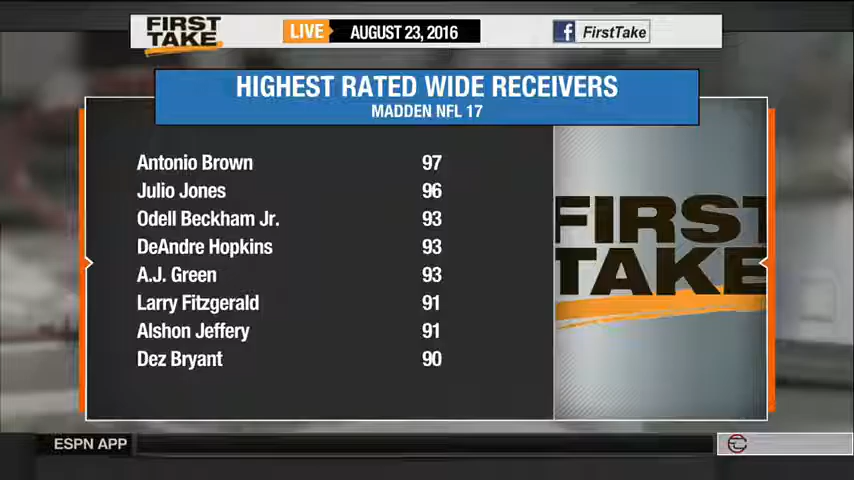 FIRST TAKE
LIVE
AUGUST 23, 2016
f FirstTake
HIGHEST RATED WIDE RECEIVERS
MADDEN NFL 17
Antonio Brown 97
Julio Jones 96
Odell Beckham Jr. 93
DeAndre Hopkins 93
A.J. Green 93
Larry Fitzgerald 91
Alshon Jeffery 91
Dez Bryant 90
FIRST
TAKE
ESPN APP